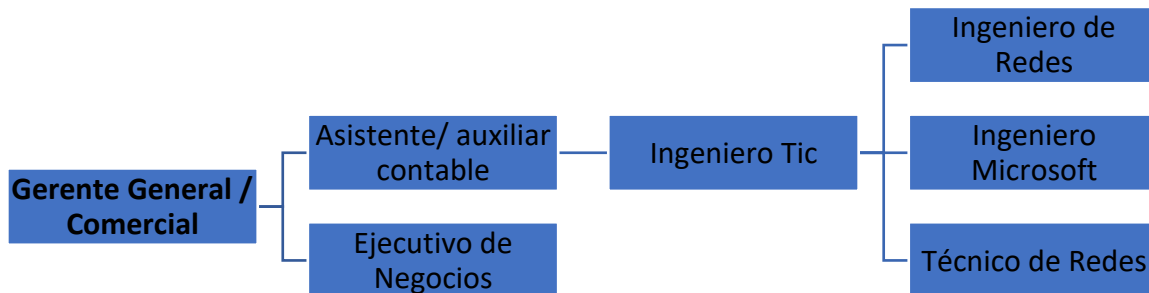 Gerente General /
Comercial
Asistente/ auxiliar
contable
Ejecutivo de
Negocios
Ingeniero Tic
Ingeniero de
Redes
Ingeniero
Microsoft
Técnico de Redes